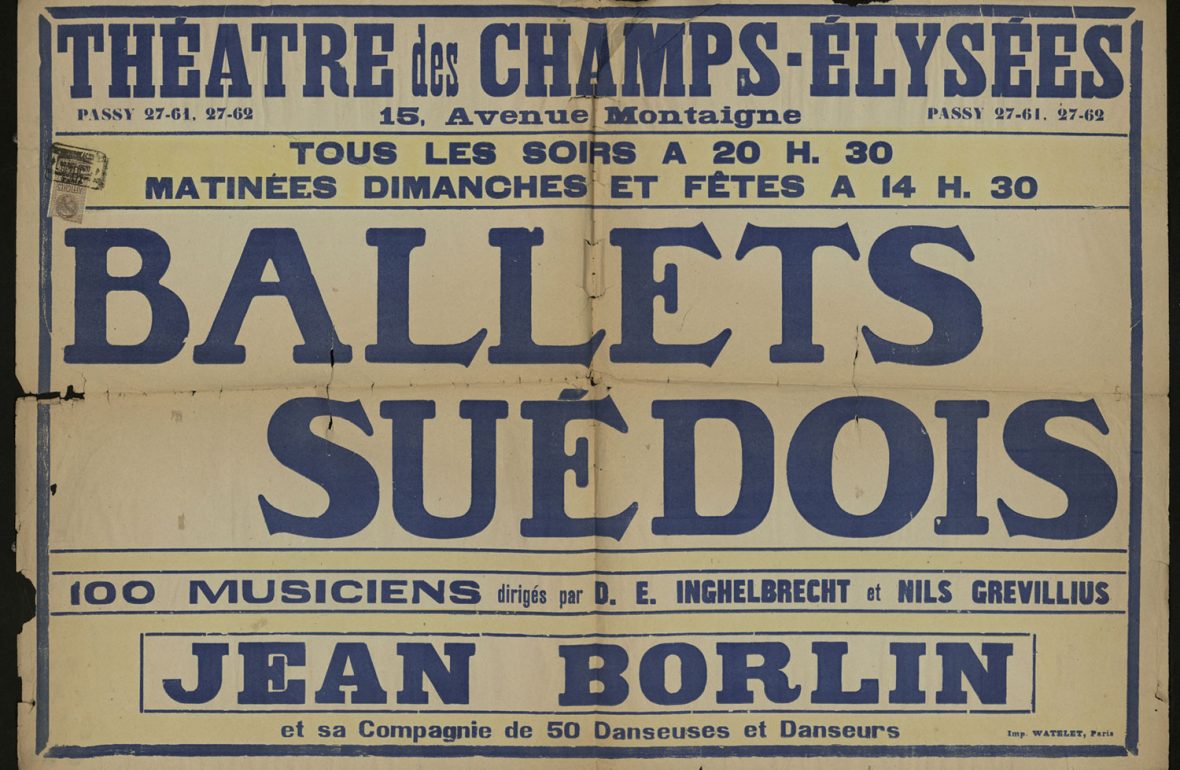 THÉATRE des CHAMPS-ÉLYSÉES
PASSY 27-61, 27-62 15, Avenue Montaigne PASSY 27-61, 27-62
TOUS LES SOIRS A 20 H. 30
MATINÉES DIMANCHES ET FÊTES A 14 H. 30
BALLETS
SUÉDOIS
100 MUSICIENS dirigés par D. E. INGHELBRECHT et NILS GREVILLIUS
JEAN BORLIN
et sa Compagnie de 50 Danseuses et Danseurs
Imp. WATELET, Paris